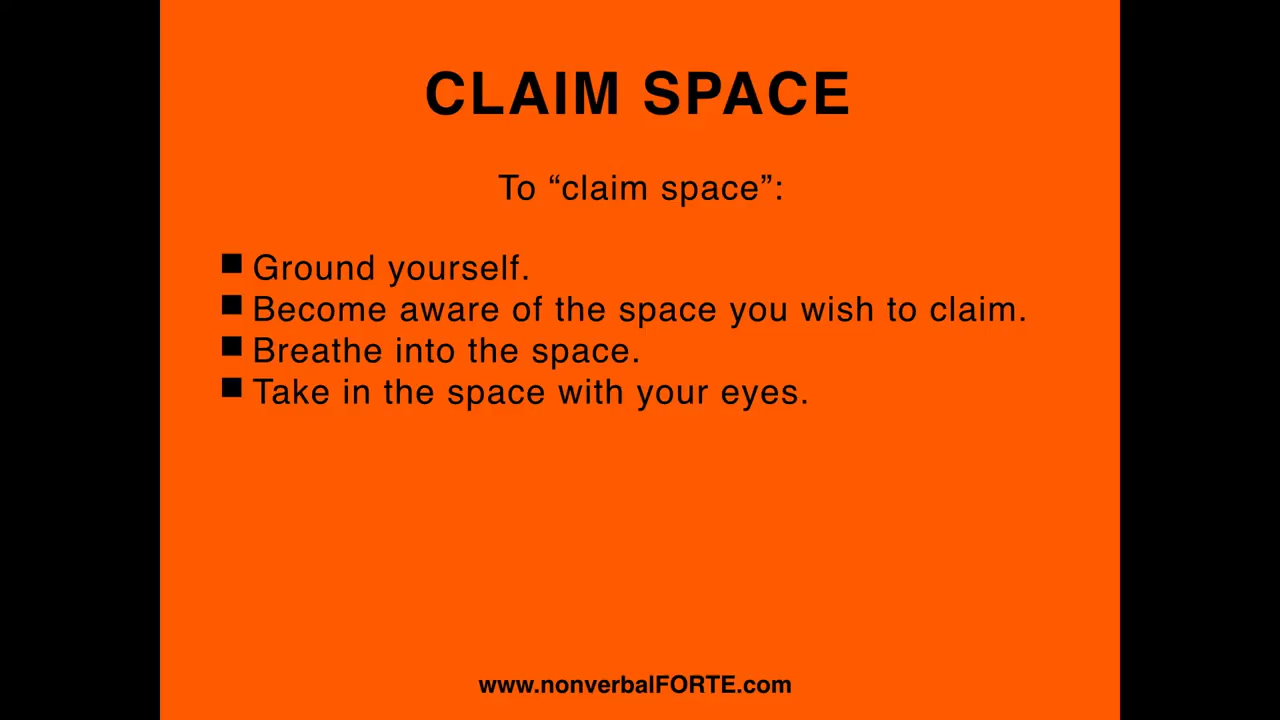 CLAIM SPACE
To “claim space”:
■ Ground yourself.
■ Become aware of the space you wish to claim.
■ Breathe into the space.
■ Take in the space with your eyes.
www.nonverbalFORTE.com